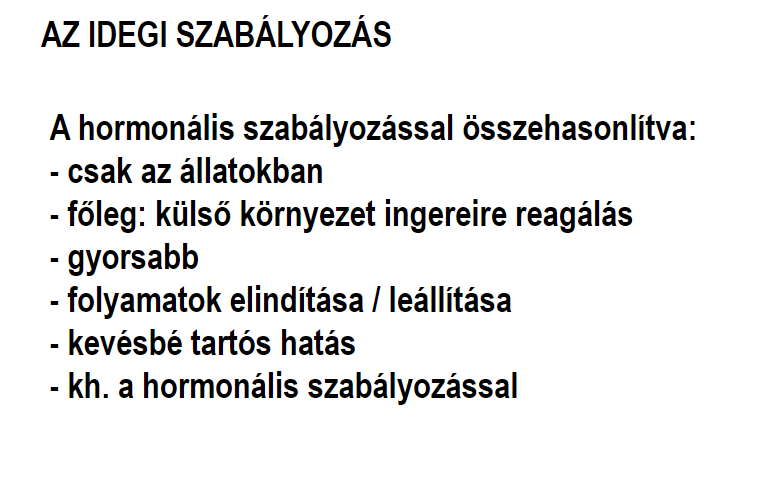 AZ IDEGI SZABÁLYOZÁS
A hormonális szabályozással összehasonlítva:
- csak az állatokban
- főleg: külső környezet ingereire reagálás
- gyorsabb
- folyamatok elindítása / leállítása
- kevésbé tartós hatás
- kh. a hormonális szabályozással